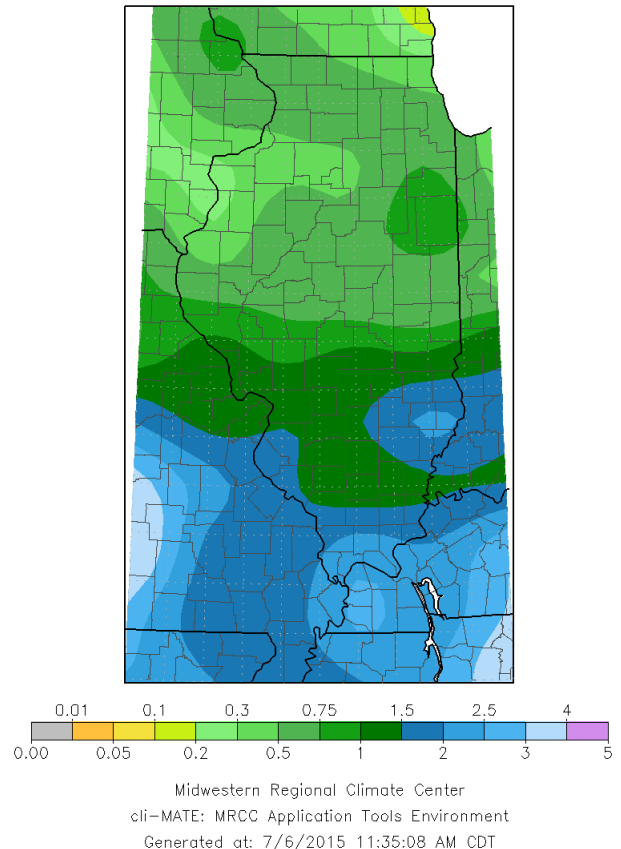 0.01 0.1 0.3 0.75 1.5 2.5 4
0.00 0.05 0.2 0.5 1 2 3 5
Midwestern Regional Climate Center
cli-MATE: MRCC Application Tools Environment
Generated at: 7/6/2015 11:35:08 AM CDT